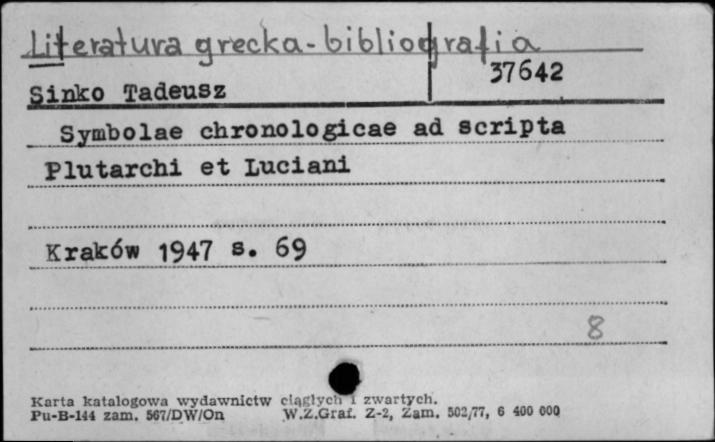 Literatura grecka-bibliografia
37642
Sinko Tadeusz
Symbolae chronologicae ad scripta
Plutarchi et Luciani
Kraków 1947 s. 69
8
Karta katalogowa wydawnictw ciągłych i zwartych.
Pu-B-144 zam. 567/DW/On W.Z.Graf. Z-2, Zam. 502/77, 6 400 000